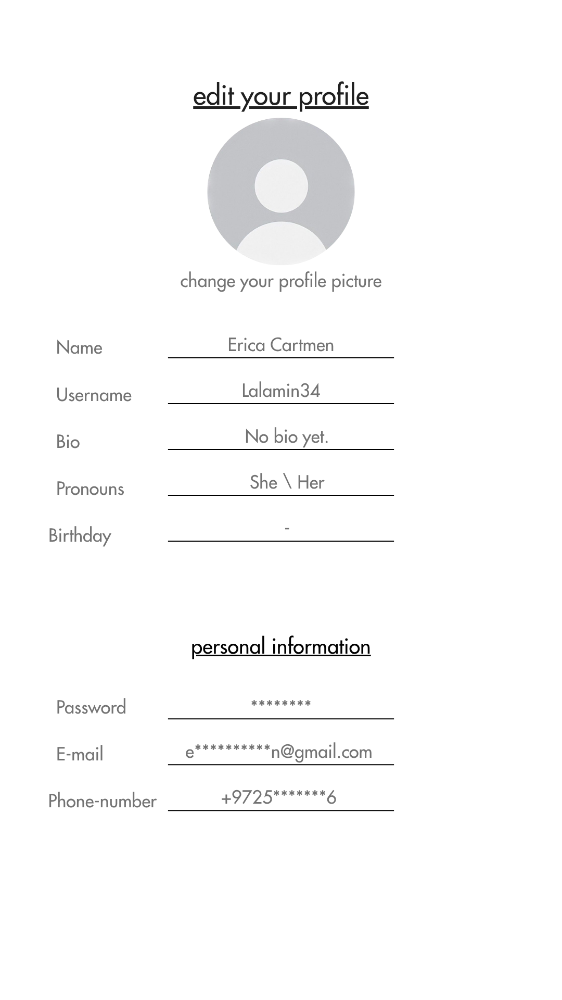 edit your profile
change your profile picture
Name Erica Cartmen
Username Lalamin34
Bio No bio yet.
Pronouns She \ Her
Birthday -
personal information
Password ********
E-mail e**********n@gmail.com
Phone-number +9725*******6